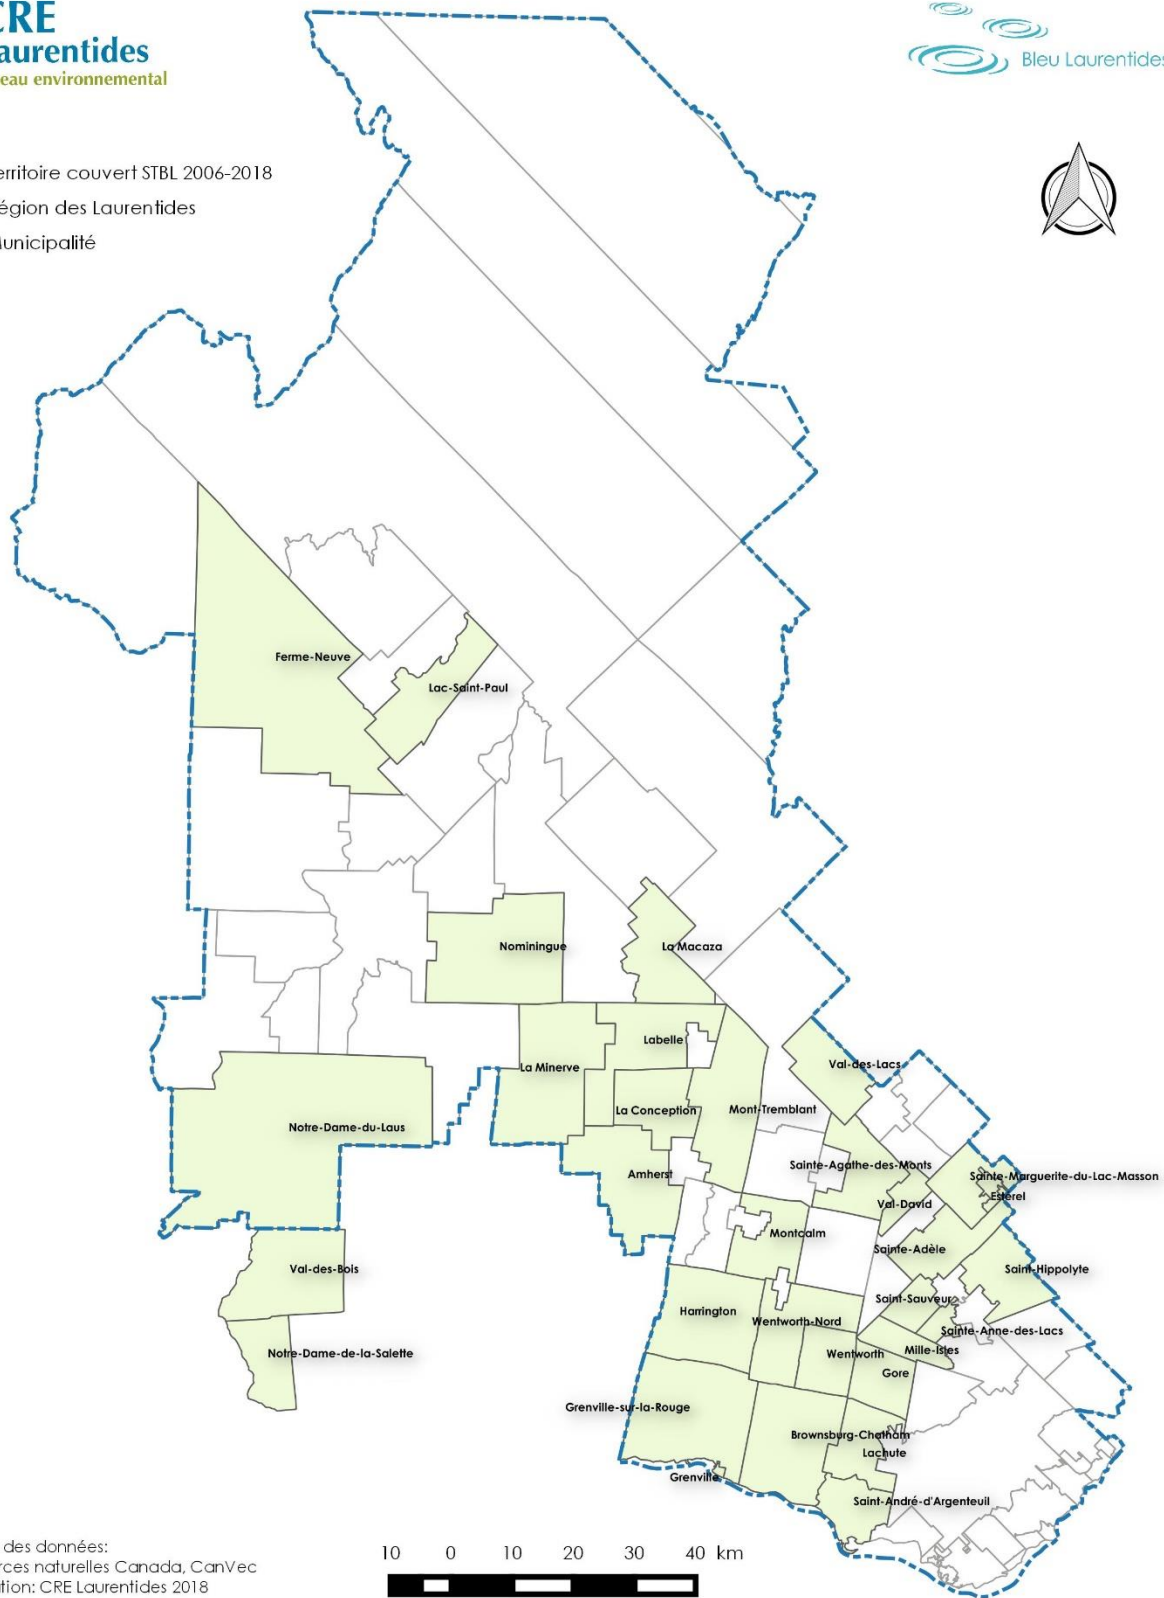 CRE
aurentides
eau environnemental
Bleu Laurentides
erritoire couvert STBL 2006-2018
égion des Laurentides
Municipalité
Ferme-Neuve
Lac-Saint-Paul
Nominingue
La Macaza
Labelle
La Minerve
Val-des-Lacs
La Conception
Mont-Tremblant
Notre-Dame-du-Laus
Amherst
Sainte-Agathe-des-Monts
Sainte-Marguerite-du-Lac-Masson
Estérel
Val-David
Montcalm
Sainte-Adèle
Val-des-Bois
Saint-Hippolyte
Saint-Sauveur
Harrington
Wentworth-Nord
Sainte-Anne-des-Lacs
Notre-Dame-de-la-Salette
Wentworth
Mille-Isles
Gore
Grenville-sur-la-Rouge
Brownsburg-Chatham
Lachute
Grenville
Saint-André-d'Argenteuil
des données:
rces naturelles Canada, CanVec
ation: CRE Laurentides 2018
10 0 10 20 30 40 km